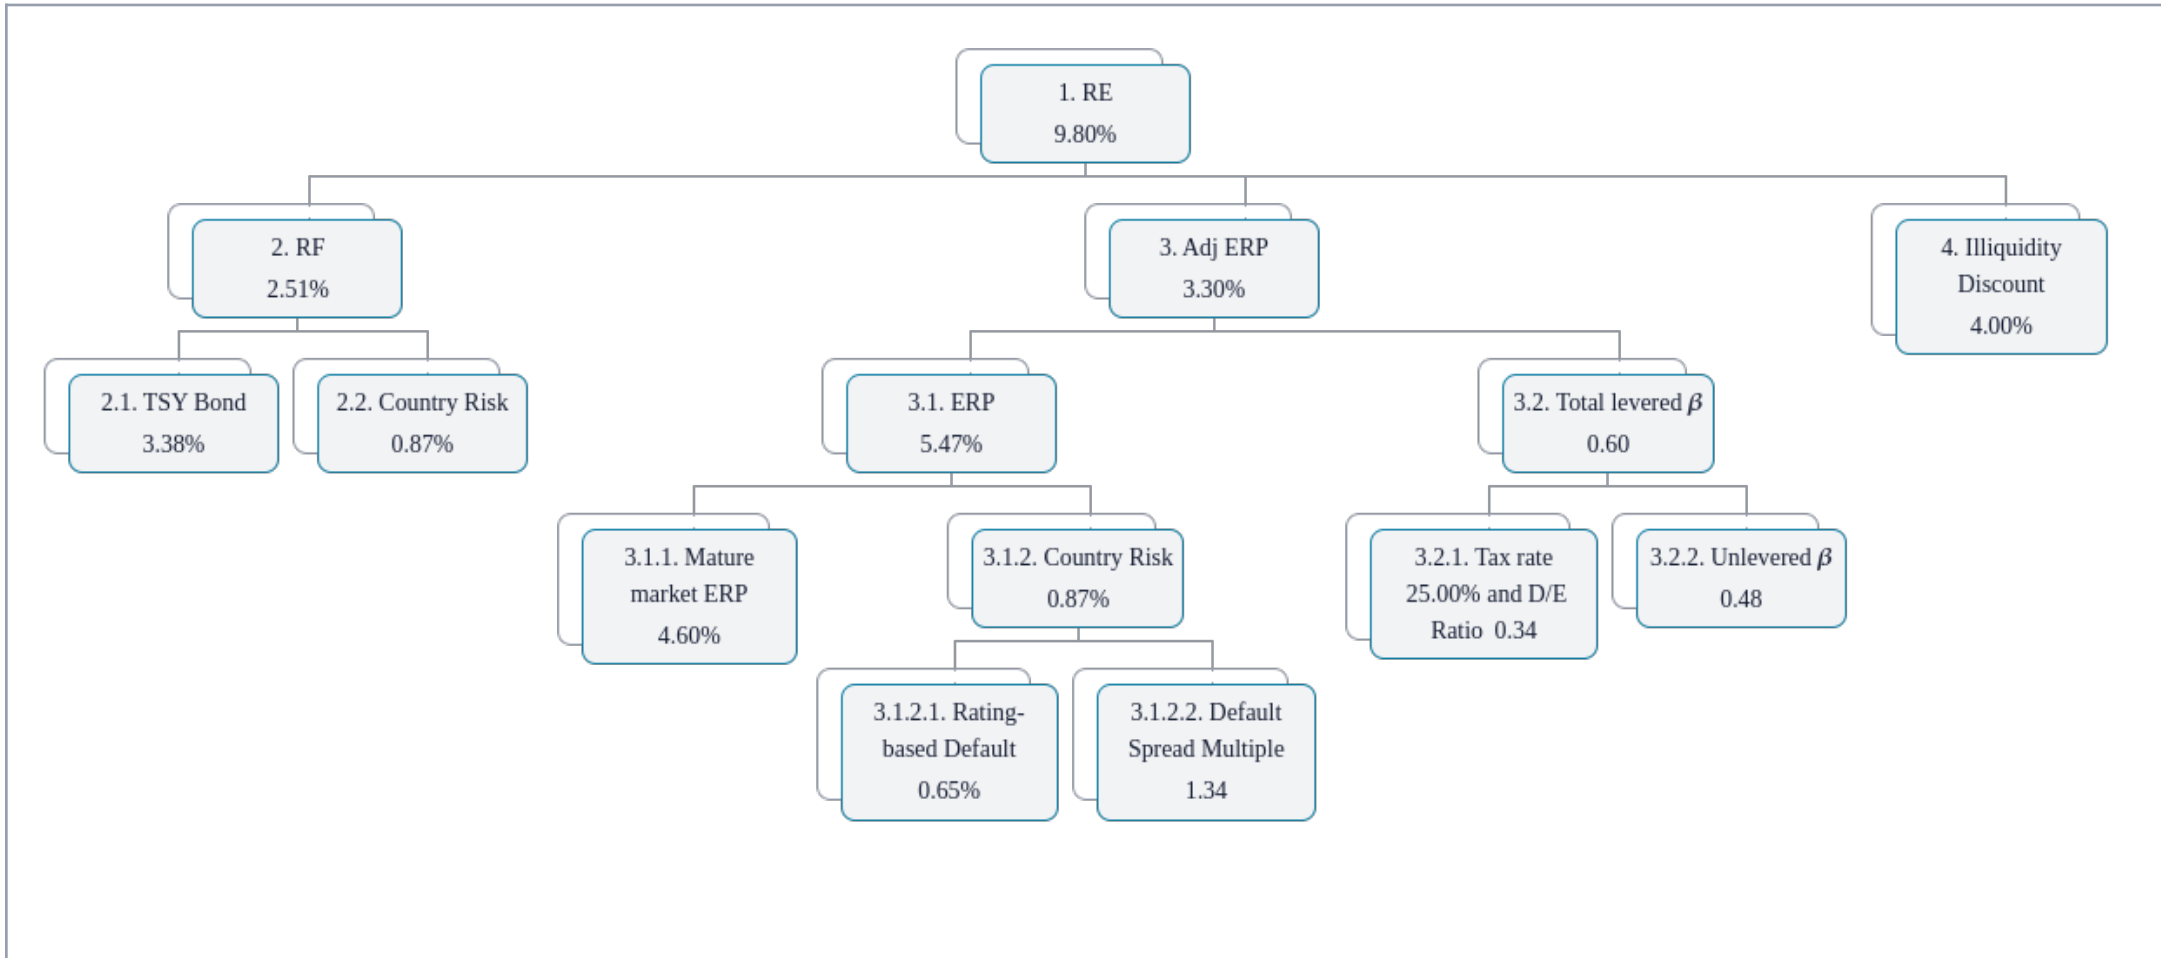 1. RE
9.80%
2. RF
2.51%
3. Adj ERP
3.30%
4. Illiquidity
Discount
4.00%
2.1. TSY Bond
3.38%
2.2. Country Risk
0.87%
3.1. ERP
5.47%
3.2. Total levered β
0.60
3.1.1. Mature
market ERP
4.60%
3.1.2. Country Risk
0.87%
3.2.1. Tax rate
25.00% and D/E
Ratio 0.34
3.2.2. Unlevered β
0.48
3.1.2.1. Rating-
based Default
0.65%
3.1.2.2. Default
Spread Multiple
1.34